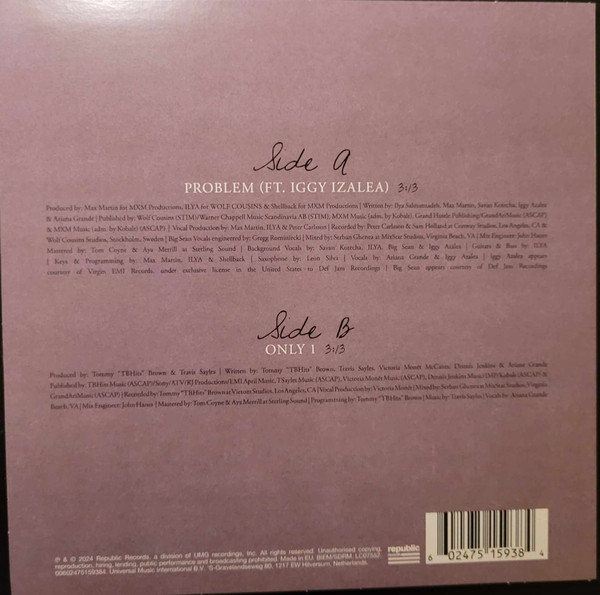 Side A
PROBLEM (FT. IGGY IZALEA) 3:13
Produced by: Max Martin for MXM Productions, ILYA for WOLF COUSINS & Shellback for MXM Productions | Written by: Ilya Salmanzadeh, Max Martin, Savan Kotecha, Iggy Azalea
& Ariana Grande | Published by: Wolf Cousins (STIM)/Warner Chappell Music Scandinavia AB (STIM), MXM Music (adm. by Kobalt), Grand Hustle Publishing/GrandAriMusic (ASCAP)
& MXM Music (adm. by Kobalt) (ASCAP) | Vocal Production by: Max Martin, ILYA & Peter Carlsson | Recorded by: Peter Carlsson & Sam Holland at Conway Studios, Los Angeles, CA &
Wolf Cousins Studios, Stockholm, Sweden | Big Sean Vocals engineered by: Gregg Rominiecki | Mixed by: Serban Ghenea at MixStar Studios, Virginia Beach, VA | Mix Engineer: John Hanes
Mastered by: Tom Coyne & Aya Merrill at Sterling Sound | Background Vocals by: Savan Kotecha, ILYA, Big Sean & Iggy Azalea | Guitars & Bass by: ILYA
| Keys & Programming by: Max Martin, ILYA & Shellback | Saxophone by: Leon Silva | Vocals by: Ariana Grande & Iggy Azalea | Iggy Azalea appears
courtesy of Virgin EMI Records, under exclusive license in the United States to Def Jam Recordings | Big Sean appears courtesy of Def Jam Recordings
Side B
ONLY 1 3:13
Produced by: Tommy "TBHits" Brown & Travis Sayles | Written by: Tommy "TBHits" Brown, Travis Sayles, Victoria Monét McCants, Dennis Jenkins & Ariana Grande
Published by: TBHits Music (ASCAP)/Sony/ATV/BJ Productions/EMI April Music, TSayles Music (ASCAP), Victoria Monét Music (ASCAP), Dennis Jenkins Music/ Kobalt (ASCAP) &
GrandAriMusic (ASCAP) | Recorded by: Tommy "TBHits" Brown at Vietom Studios, Los Angeles, CA | Vocal Production by: Victoria Monét | Mixed by: Serban Ghenea at MixStar Studios, Virginia
Beach, VA | Mix Engineer: John Hanes | Mastered by: Tom Coyne & Aya Merrill at Sterling Sound | Programming by: Tommy "TBHits" Brown | Music by: Travis Sayles | Vocals by: Ariana Grande
℗ & © 2024 Republic Records, a division of UMG recordings, Inc. All rights reserved. Unauthorised copying
reproduction, hiring, lending, public performance and broadcasting prohibited. Made in EU. BIEM/SDRM. LC07552.
00602475159384. Universal Music International B.V. 'S-Gravelandseweg 80, 1217 EW Hilversum, Netherlands.
republic
6 02475 15938 4